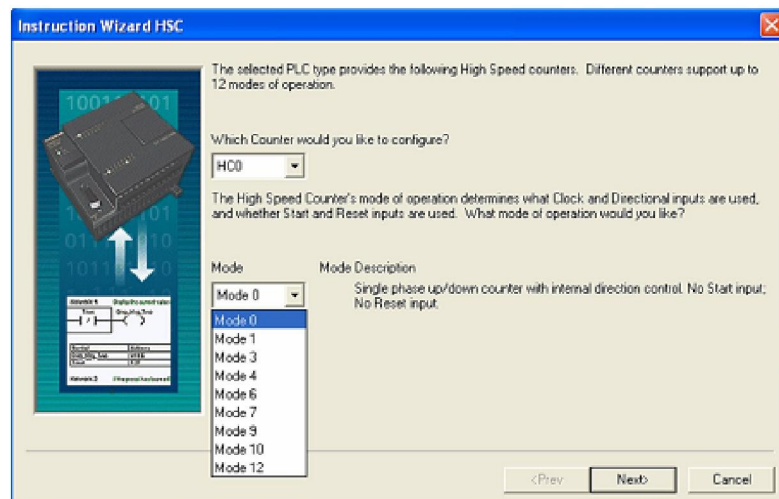 Instruction Wizard HSC
The selected PLC type provides the following High Speed counters. Different counters support up to
12 modes of operation.
Which Counter would you like to configure?
HC0
The High Speed Counter's mode of operation determines what Clock and Directional inputs are used,
and whether Start and Reset inputs are used. What mode of operation would you like?
Mode
Mode Description
Mode 0
Single phase up/down counter with internal direction control. No Start input;
No Reset input.
Mode 0
Mode 1
Mode 3
Mode 4
Mode 6
Mode 7
Mode 9
Mode 10
Mode 12
<Prev
Next>
Cancel